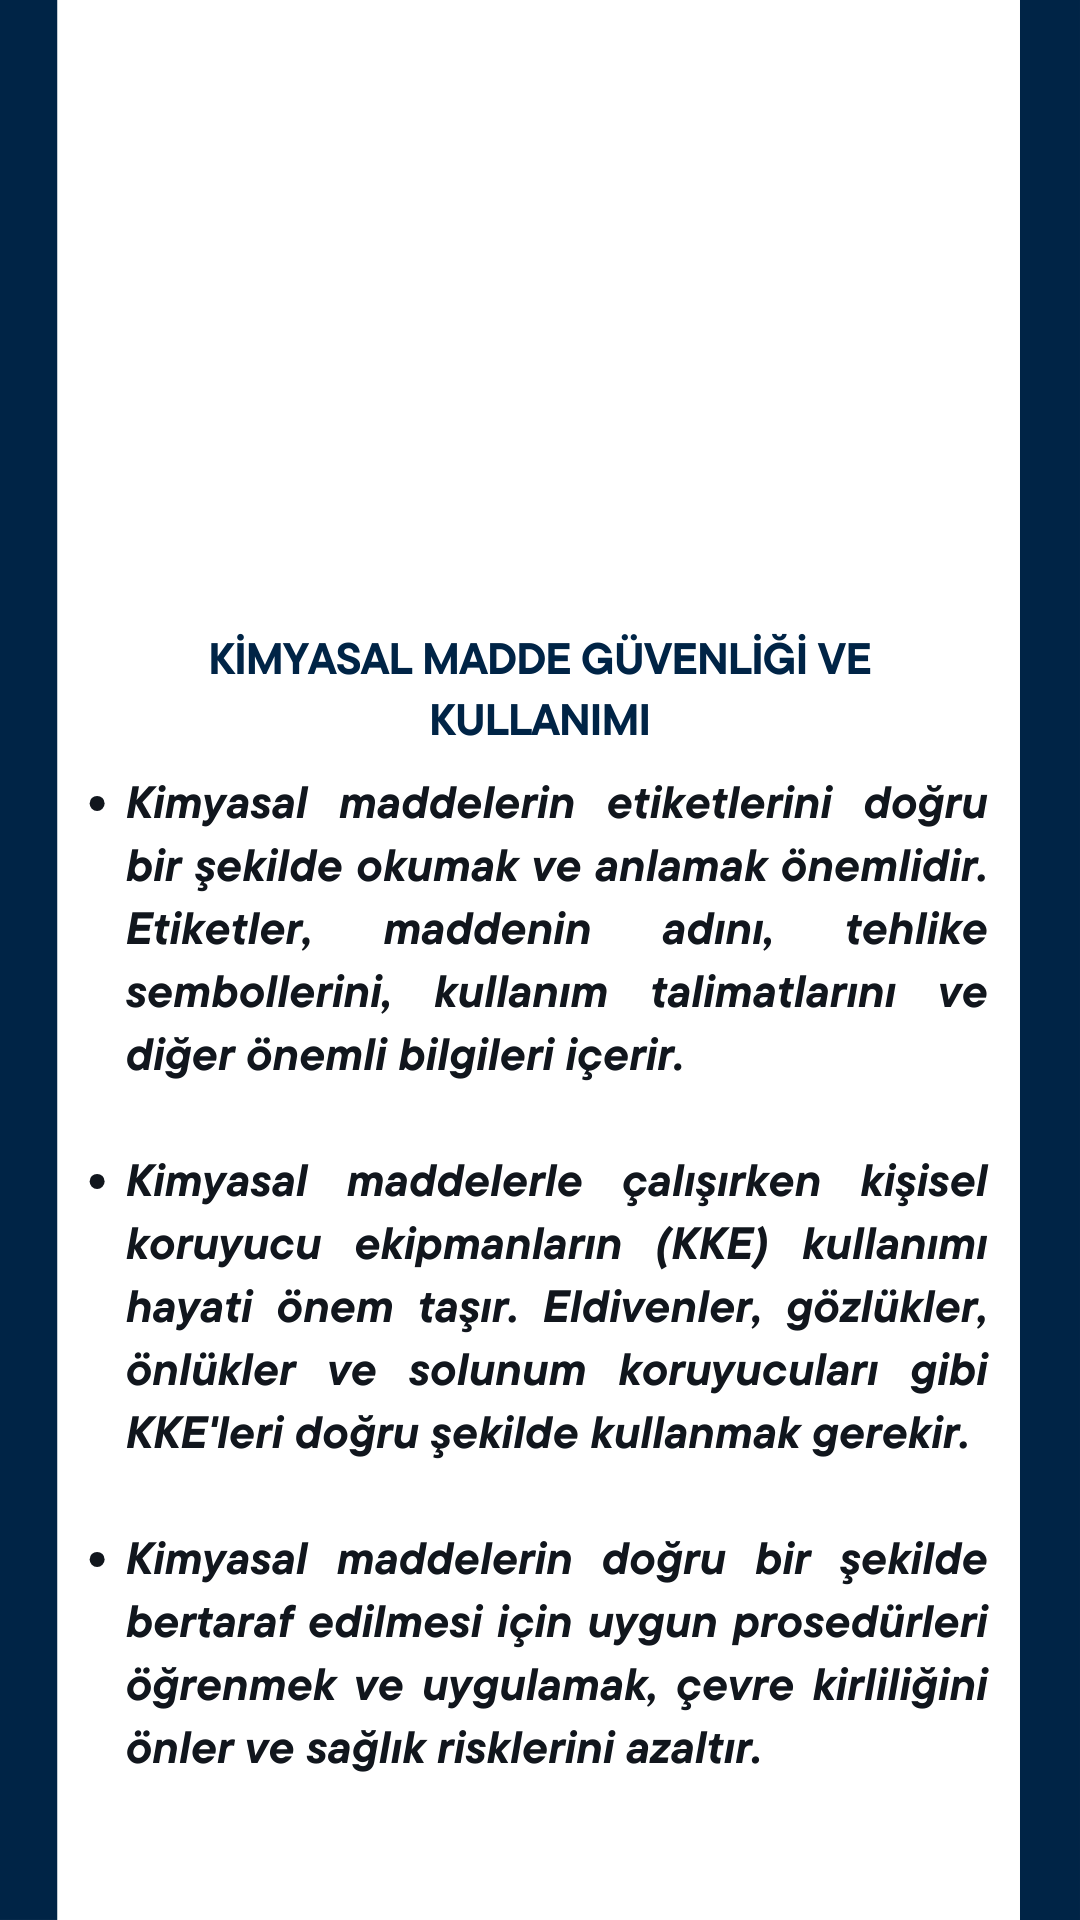 KİMYASAL MADDE GÜVENLİĞİ VE
KULLANIMI
• Kimyasal maddelerin etiketlerini doğru
bir şekilde okumak ve anlamak önemlidir.
Etiketler, maddenin adını, tehlike
sembollerini, kullanım talimatlarını ve
diğer önemli bilgileri içerir.
• Kimyasal maddelerle çalışırken kişisel
koruyucu ekipmanların (KKE) kullanımı
hayati önem taşır. Eldivenler, gözlükler,
önlükler ve solunum koruyucuları gibi
KKE'leri doğru şekilde kullanmak gerekir.
• Kimyasal maddelerin doğru bir şekilde
bertaraf edilmesi için uygun prosedürleri
öğrenmek ve uygulamak, çevre kirliliğini
önler ve sağlık risklerini azaltır.